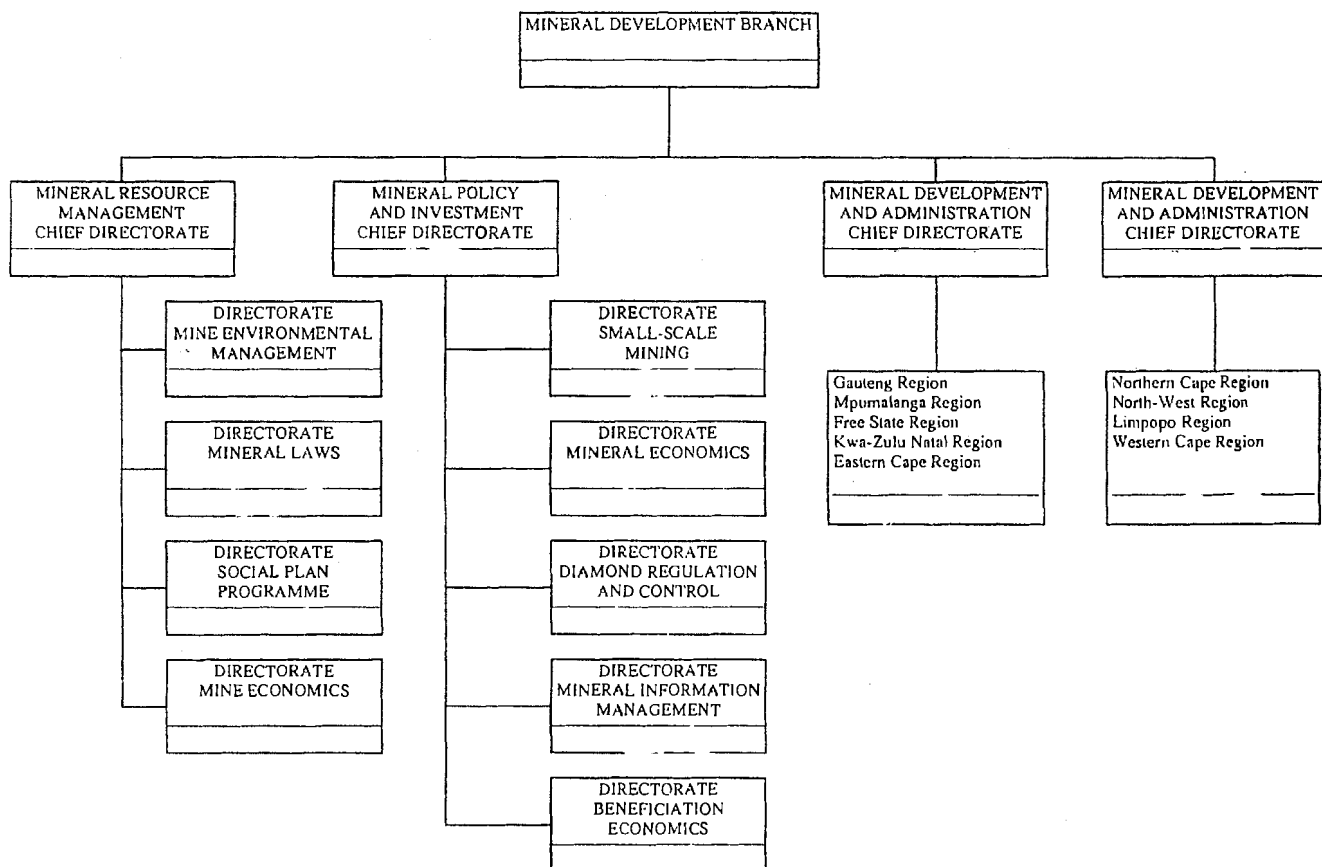 MINERAL DEVELOPMENT BRANCH
MINERAL RESOURCE
MANAGEMENT
CHIEF DIRECTORATE
MINERAL POLICY
AND INVESTMENT
CHIEF DIRECTORATE
MINERAL DEVELOPMENT
AND ADMINISTRATION
CHIEF DIRECTORATE
MINERAL DEVELOPMENT
AND ADMINISTRATION
CHIEF DIRECTORATE
DIRECTORATE
MINE ENVIRONMENTAL
MANAGEMENT
DIRECTORATE
MINERAL LAWS
DIRECTORATE
SOCIAL PLAN
PROGRAMME
DIRECTORATE
MINE ECONOMICS
DIRECTORATE
SMALL-SCALE
MINING
DIRECTORATE
MINERAL ECONOMICS
DIRECTORATE
DIAMOND REGULATION
AND CONTROL
DIRECTORATE
MINERAL INFORMATION
MANAGEMENT
DIRECTORATE
BENEFICIATION
ECONOMICS
Gauteng Region
Mpumalanga Region
Free State Region
Kwa-Zulu Natal Region
Eastern Cape Region
Northern Cape Region
North-West Region
Limpopo Region
Western Cape Region